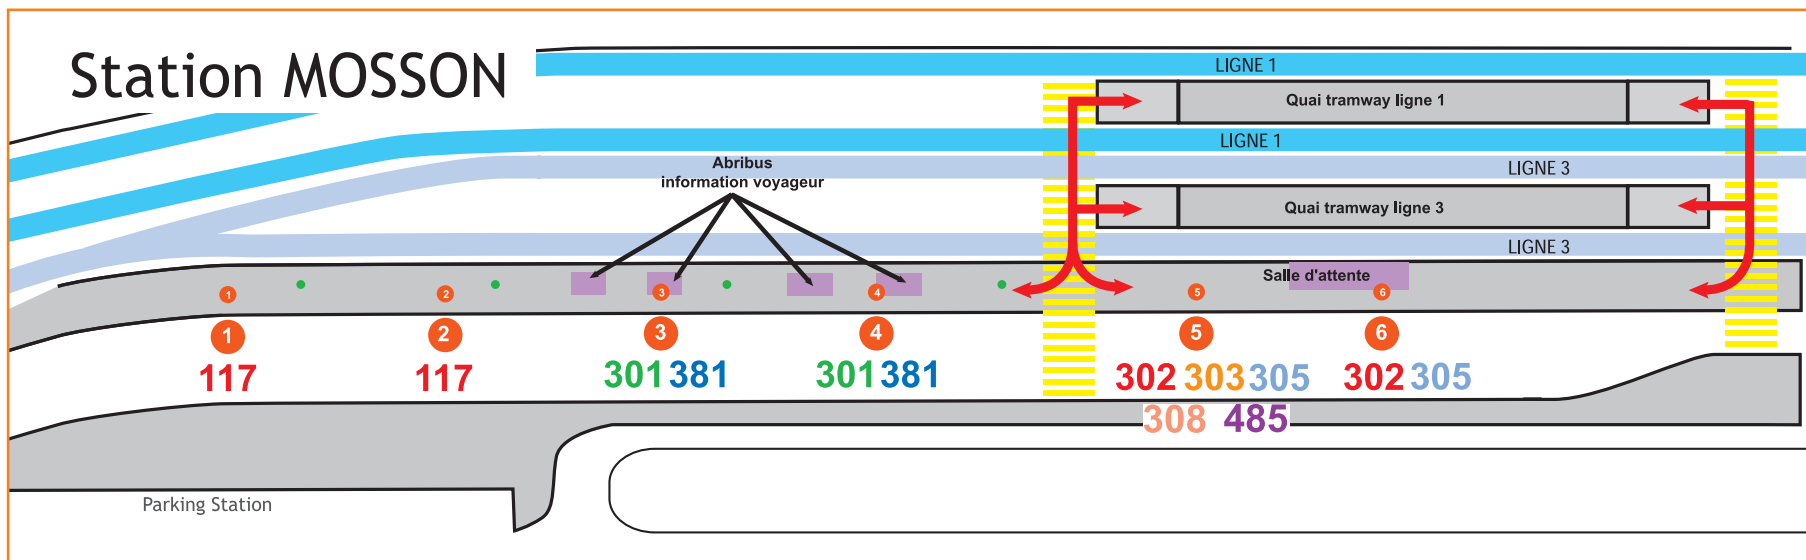 Station MOSSON
LIGNE 1
Quai tramway ligne 1
LIGNE 1
Abribus
information voyageur
LIGNE 3
Quai tramway ligne 3
LIGNE 3
Salle d'attente
1 2 3 4 5 6
1 2 3 4 5 6
117 117 301 381 301 381 302 303 305 302 305
308 485
Parking Station